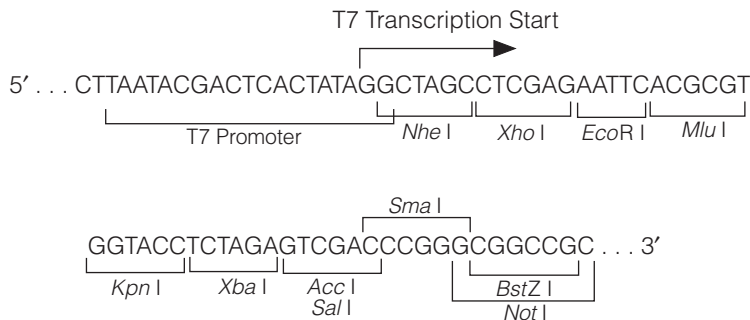 T7 Transcription Start
5′ . . . CTTAATACGACTCACTATAGGCTAGCCTCGAGAATTCACGCGT
T7 Promoter Nhe I Xho I EcoR I Mlu I
Sma I
GGTACCTCTAGAGTCGACCCGGGCGGCCGC . . . 3′
Kpn I Xba I Acc I BstZ I
Sal I Not I